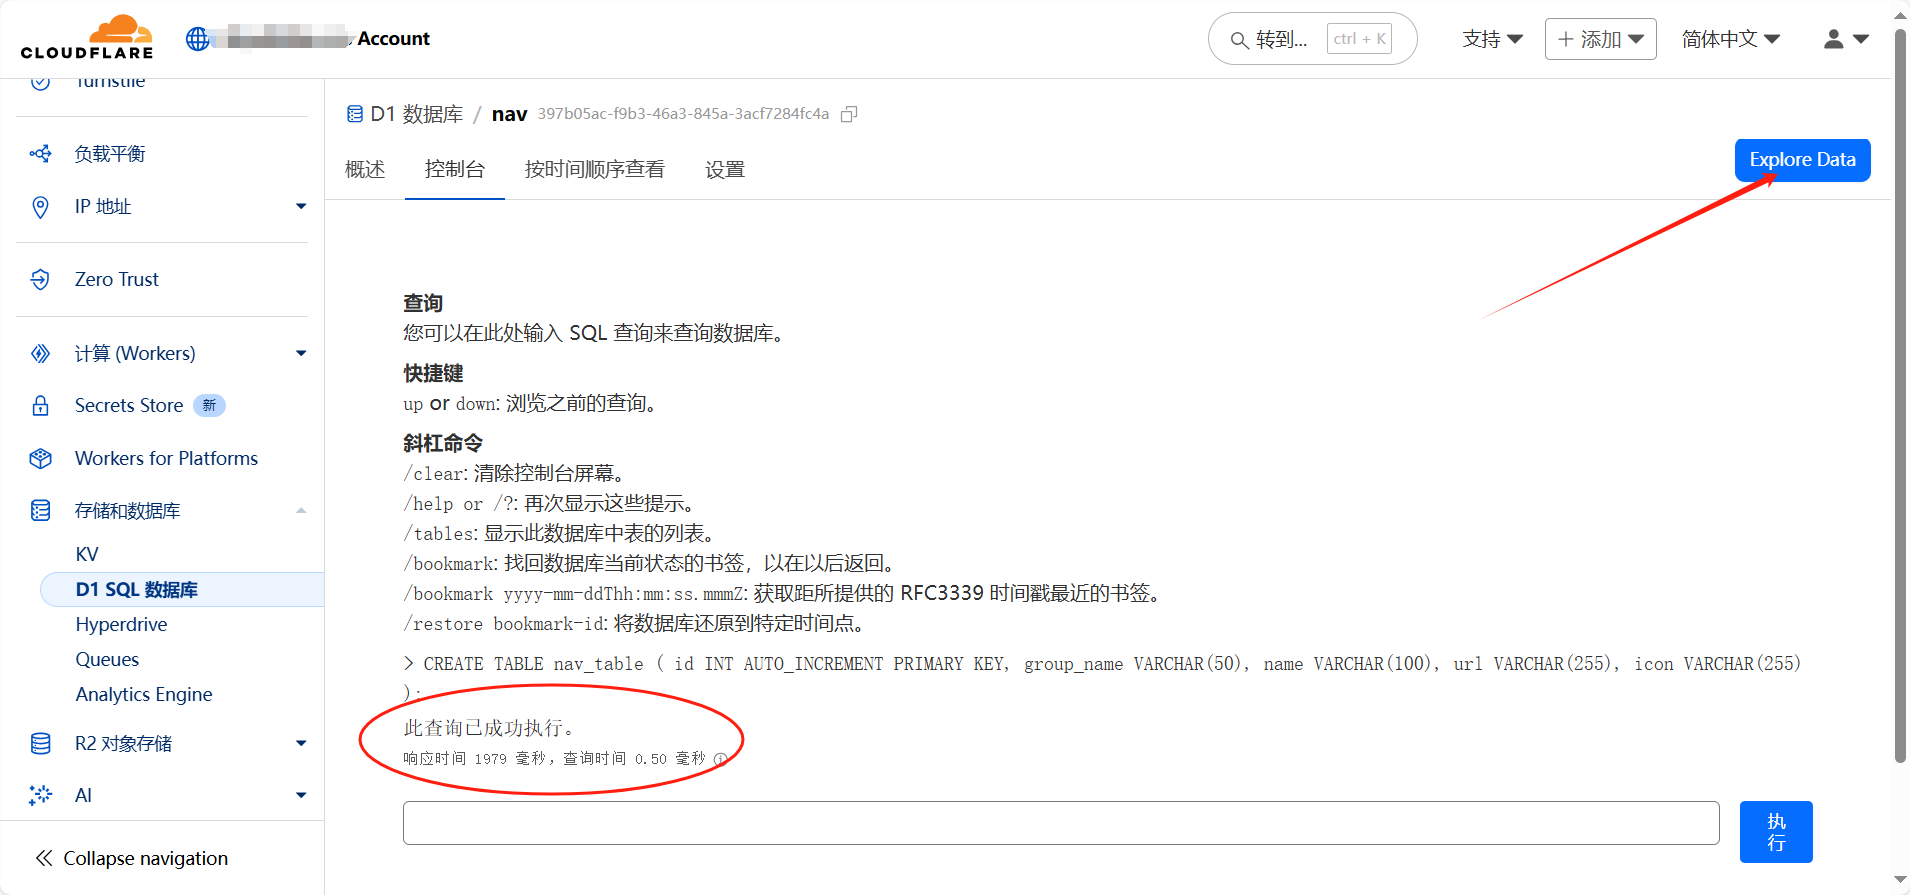 CLOUDFLARE
Account
转到...
ctrl + K
支持
添加
简体中文
Turnstile
负载平衡
IP 地址
Zero Trust
计算 (Workers)
Secrets Store 新
Workers for Platforms
存储和数据库
KV
D1 SQL 数据库
Hyperdrive
Queues
Analytics Engine
R2 对象存储
AI
Collapse navigation
D1 数据库 / nav 397b05ac-f9b3-46a3-845a-3acf7284fc4a
概述 控制台 按时间顺序查看 设置
Explore Data
查询
您可以在此处输入 SQL 查询来查询数据库。
快捷键
up or down: 浏览之前的查询。
斜杠命令
/clear: 清除控制台屏幕。
/help or /?: 再次显示这些提示。
/tables: 显示此数据库中表的列表。
/bookmark: 找回数据库当前状态的书签，以在以后返回。
/bookmark yyyy-mm-ddThh:mm:ss.mmmZ: 获取距所提供的 RFC3339 时间戳最近的书签。
/restore bookmark-id: 将数据库还原到特定时间点。
> CREATE TABLE nav_table ( id INT AUTO_INCREMENT PRIMARY KEY, group_name VARCHAR(50), name VARCHAR(100), url VARCHAR(255), icon VARCHAR(255)
);
此查询已成功执行。
响应时间 1979 毫秒，查询时间 0.50 毫秒
执
行